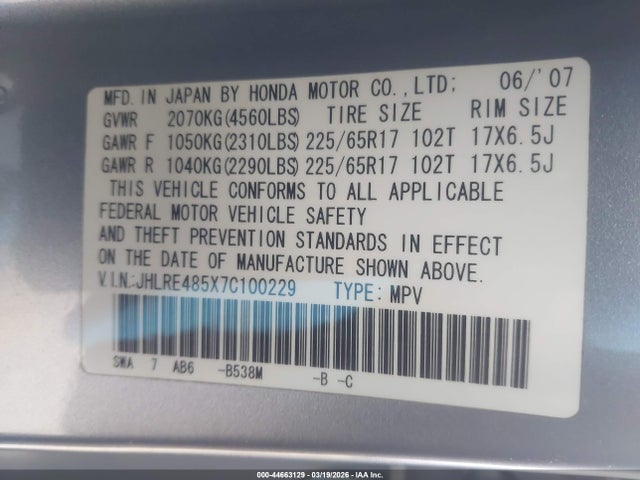 MFD. IN JAPAN BY HONDA MOTOR CO., LTD; 06/'07
GVWR 2070KG(4560LBS) TIRE SIZE RIM SIZE
GAWR F 1050KG(2310LBS) 225/65R17 102T 17X6.5J
GAWR R 1040KG(2290LBS) 225/65R17 102T 17X6.5J
THIS VEHICLE CONFORMS TO ALL APPLICABLE
FEDERAL MOTOR VEHICLE SAFETY
AND THEFT PREVENTION STANDARDS IN EFFECT
ON THE DATE OF MANUFACTURE SHOWN ABOVE.
V.I.N.:JHLRE485X7C100229 TYPE: MPV
SWA 7 AB6 -B538M -B -C
000-44663129 - 03/19/2026 - IAA Inc.